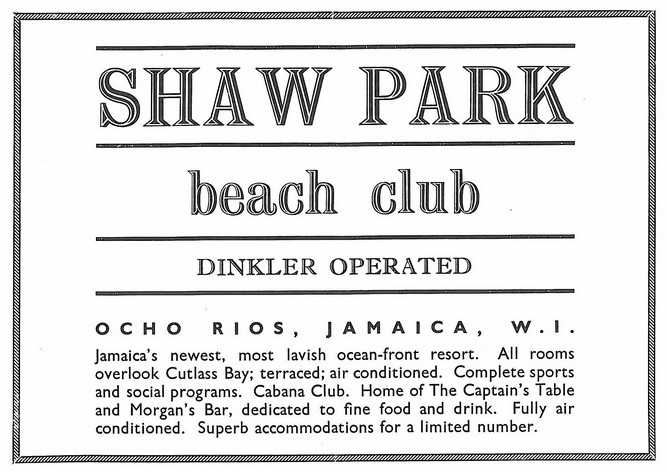 SHAW PARK
beach club
DINKLER OPERATED
OCHO RIOS, JAMAICA, W.I.
Jamaica's newest, most lavish ocean-front resort. All rooms
overlook Cutlass Bay; terraced; air conditioned. Complete sports
and social programs. Cabana Club. Home of The Captain's Table
and Morgan's Bar, dedicated to fine food and drink. Fully air
conditioned. Superb accommodations for a limited number.